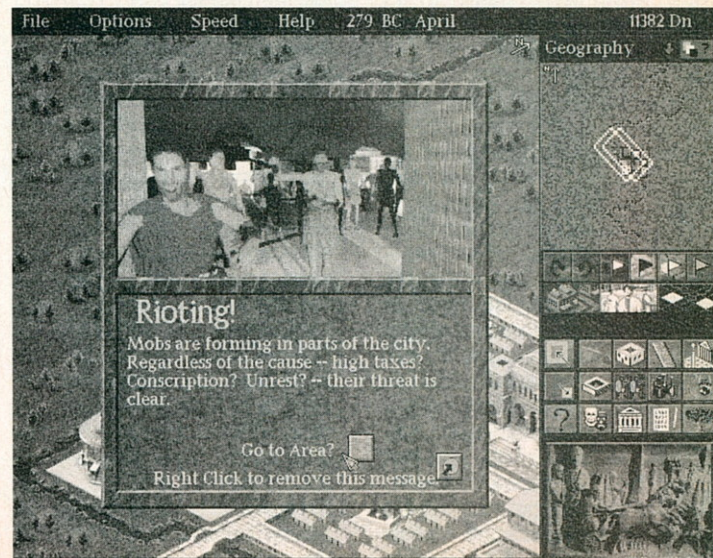 File Options Speed Help 279 BC April 11382 Dn
Geography ?
Rioting!
Mobs are forming in parts of the city.
Regardless of the cause -- high taxes?
Conscription? Unrest? -- their threat is
clear.
Go to Area?
Right Click to remove this message.
?